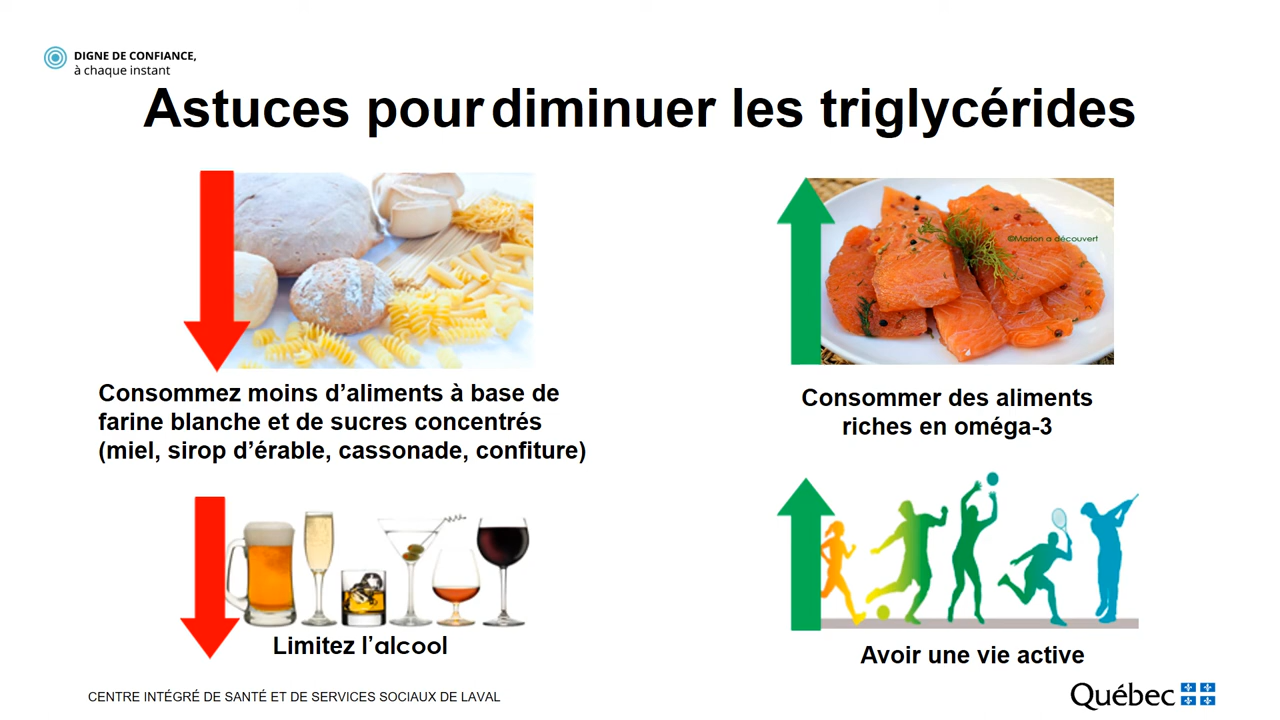 DIGNE DE CONFIANCE,
à chaque instant
Astuces pour diminuer les triglycérides
©Marion a découvert
Consommez moins d’aliments à base de
farine blanche et de sucres concentrés
(miel, sirop d’érable, cassonade, confiture)
Consommer des aliments
riches en oméga-3
Limitez l’alcool
Avoir une vie active
CENTRE INTÉGRÉ DE SANTÉ ET DE SERVICES SOCIAUX DE LAVAL
Québec